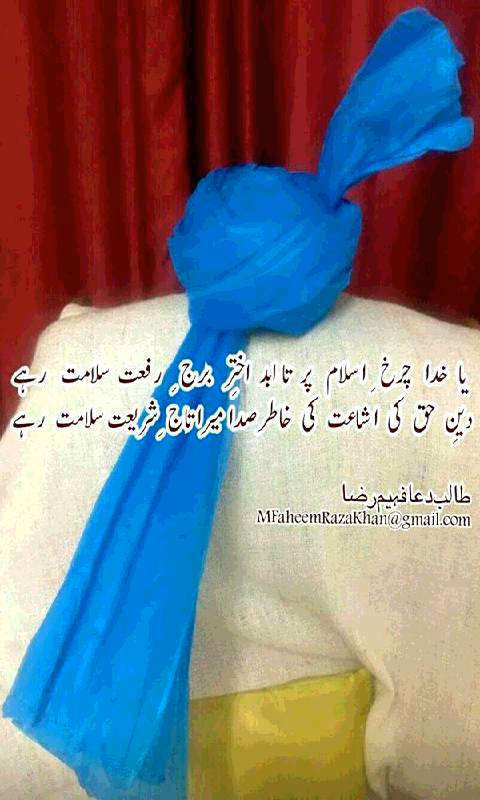 یا خدا چرخِ اسلام پر تا ابد اخترِ برجِ رفعت سلامت رہے
دینِ حق کی اشاعت کی خاطر صدا میرا تاجِ شریعت سلامت رہے
طالب دعا فہیم رضا
MFaheemRazaKhan@gmail.com